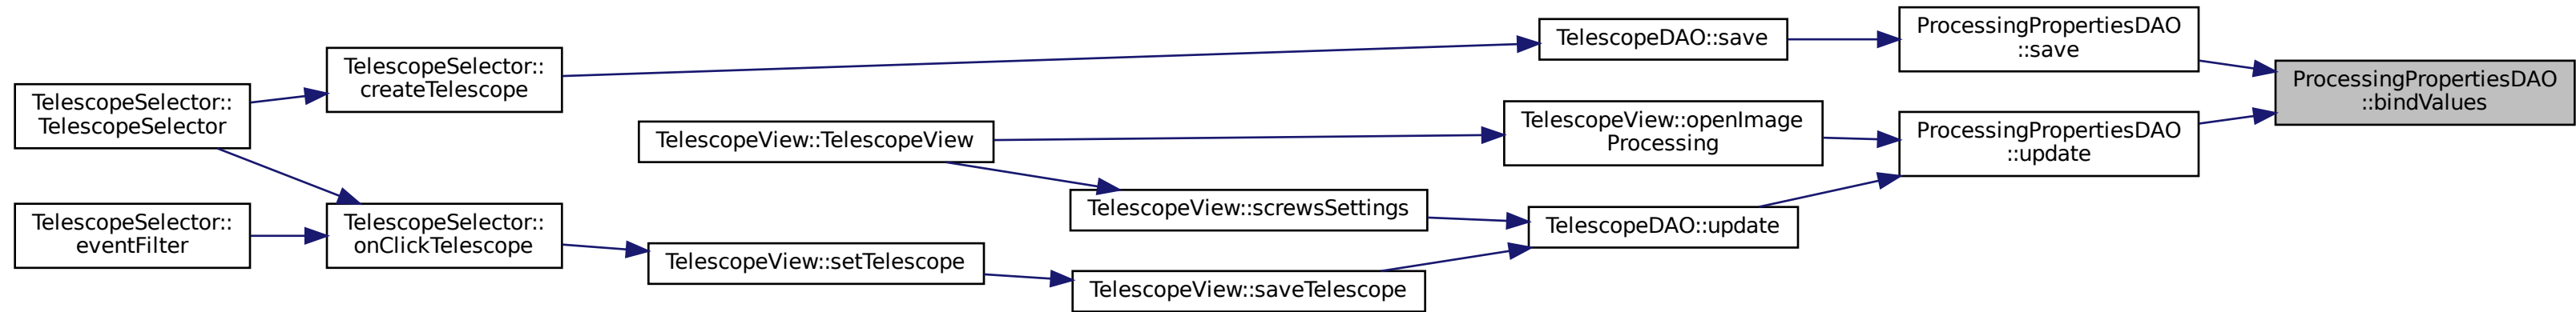 TelescopeSelector::
TelescopeSelector
TelescopeSelector::
eventFilter
TelescopeSelector::
createTelescope
TelescopeSelector::
onClickTelescope
TelescopeView::TelescopeView
TelescopeView::setTelescope
TelescopeView::screwsSettings
TelescopeView::saveTelescope
TelescopeDAO::save
TelescopeView::openImage
Processing
TelescopeDAO::update
ProcessingPropertiesDAO
::save
ProcessingPropertiesDAO
::update
ProcessingPropertiesDAO
::bindValues